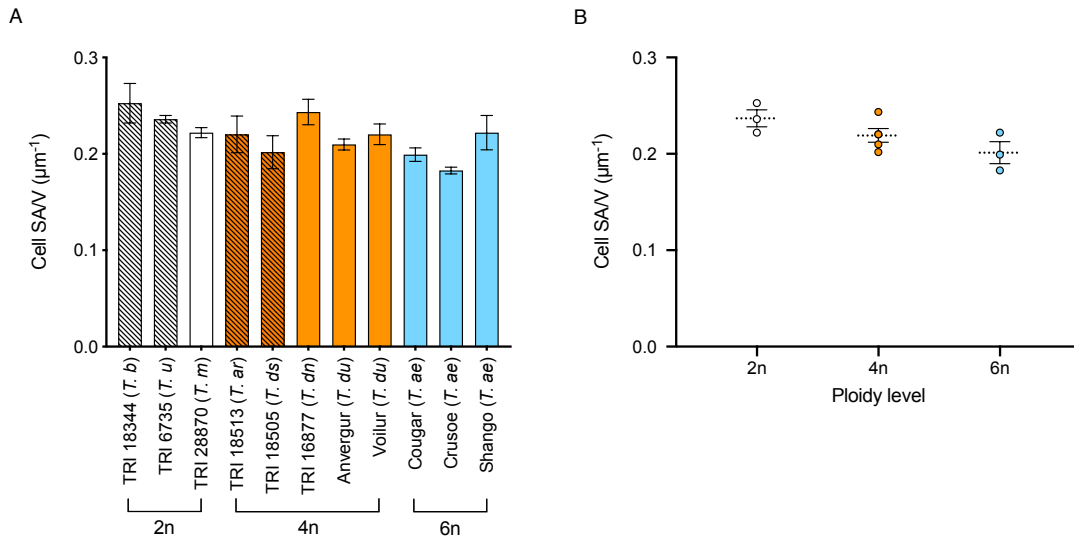 A
Cell SA/V (µm⁻¹)
0.3
0.2
0.1
0.0
TRI 18344 (T. b)
TRI 6735 (T. u)
TRI 28870 (T. m)
TRI 18513 (T. ar)
TRI 18505 (T. ds)
TRI 16877 (T. dn)
Anvergur (T. du)
Voilur (T. du)
Cougar (T. ae)
Crusoe (T. ae)
Shango (T. ae)
2n
4n
6n
B
Cell SA/V (µm⁻¹)
0.3
0.2
0.1
0.0
2n
4n
6n
Ploidy level